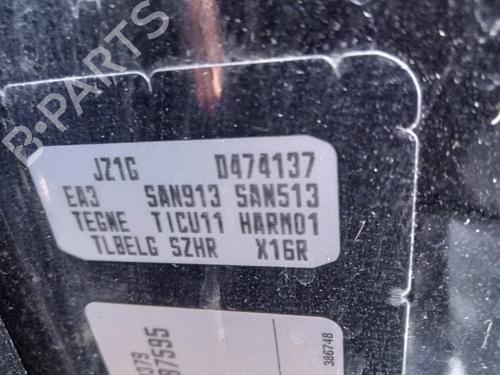 B-PARTS
JZ1G D474137
EA3 SAN913 SAN513
TEGNE TICU11 HARM01
TLBELG SZHR X16R
386748